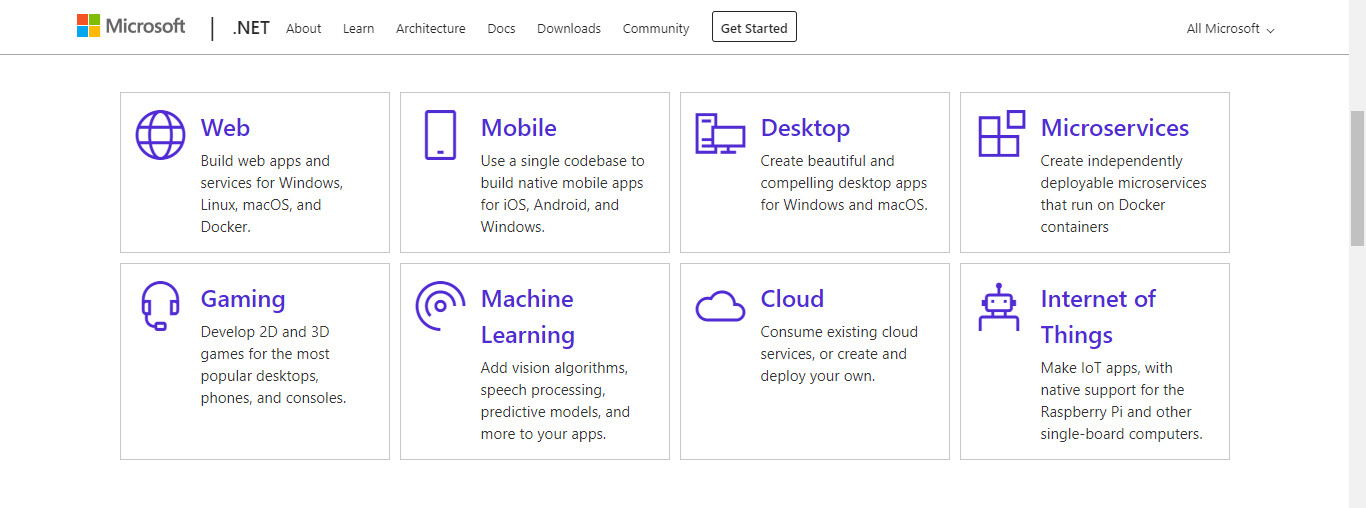 Microsoft | .NET About Learn Architecture Docs Downloads Community Get Started All Microsoft
Web
Build web apps and
services for Windows,
Linux, macOS, and
Docker.
Mobile
Use a single codebase to
build native mobile apps
for iOS, Android, and
Windows.
Desktop
Create beautiful and
compelling desktop apps
for Windows and macOS.
Microservices
Create independently
deployable microservices
that run on Docker
containers
Gaming
Develop 2D and 3D
games for the most
popular desktops,
phones, and consoles.
Machine
Learning
Add vision algorithms,
speech processing,
predictive models, and
more to your apps.
Cloud
Consume existing cloud
services, or create and
deploy your own.
Internet of
Things
Make IoT apps, with
native support for the
Raspberry Pi and other
single-board computers.